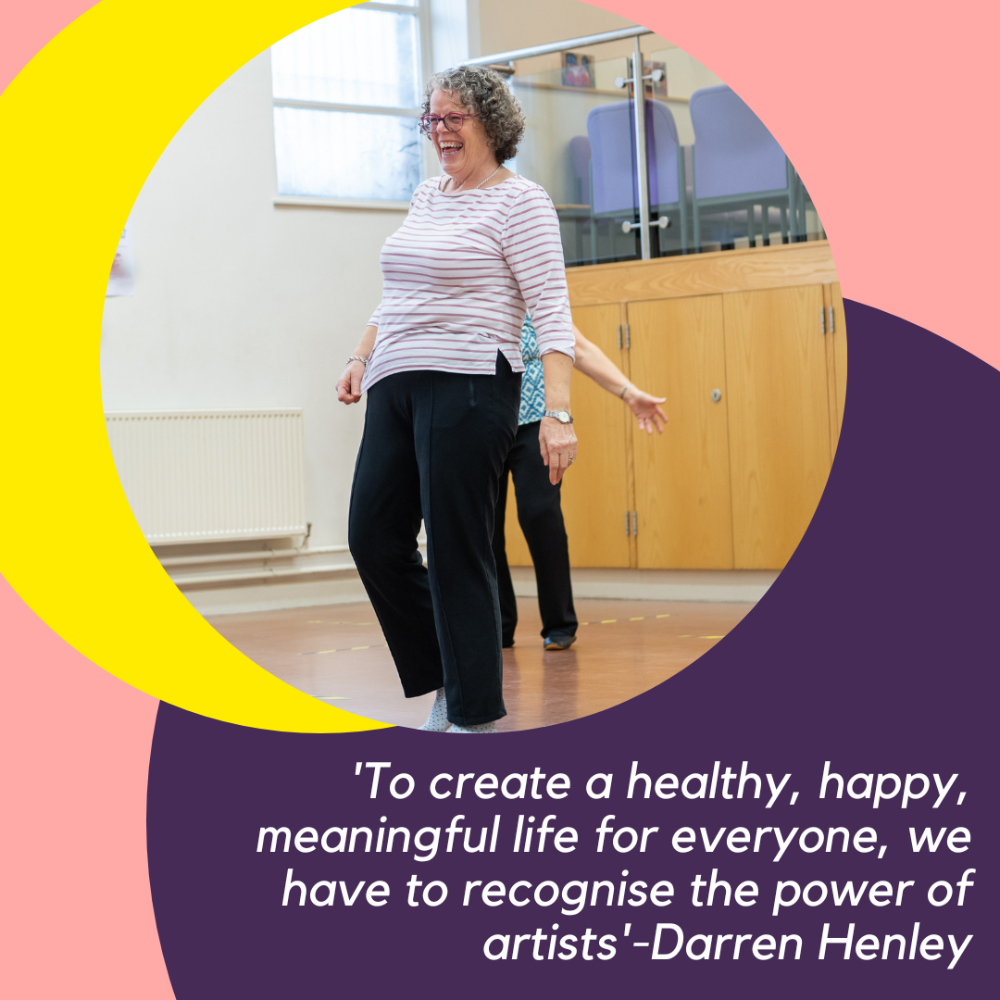 'To create a healthy, happy,
meaningful life for everyone, we
have to recognise the power of
artists'-Darren Henley